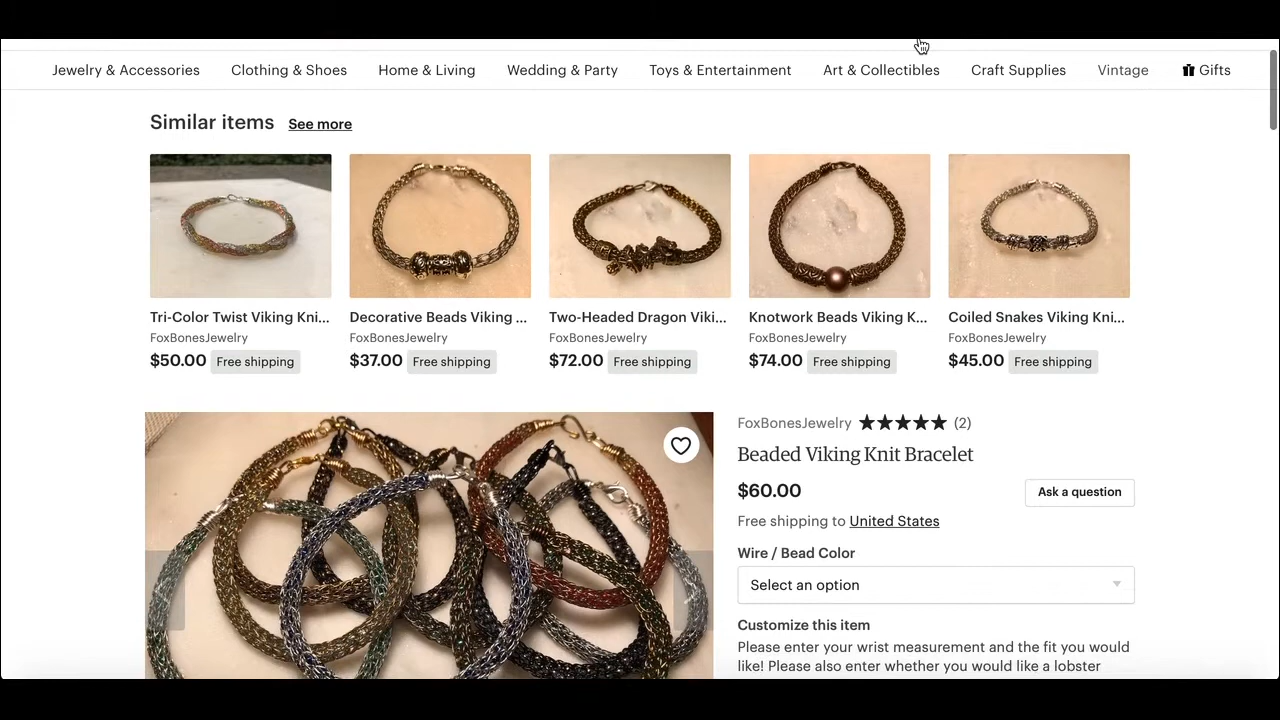 Jewelry & Accessories Clothing & Shoes Home & Living Wedding & Party Toys & Entertainment Art & Collectibles Craft Supplies Vintage Gifts
Similar items See more
Tri-Color Twist Viking Kni... Decorative Beads Viking ... Two-Headed Dragon Viki... Knotwork Beads Viking K... Coiled Snakes Viking Kni...
FoxBonesJewelry FoxBonesJewelry FoxBonesJewelry FoxBonesJewelry FoxBonesJewelry
$50.00 Free shipping $37.00 Free shipping $72.00 Free shipping $74.00 Free shipping $45.00 Free shipping
FoxBonesJewelry ★★★★★ (2)
Beaded Viking Knit Bracelet
$60.00 Ask a question
Free shipping to United States
Wire / Bead Color
Select an option
Customize this item
Please enter your wrist measurement and the fit you would
like! Please also enter whether you would like a lobster